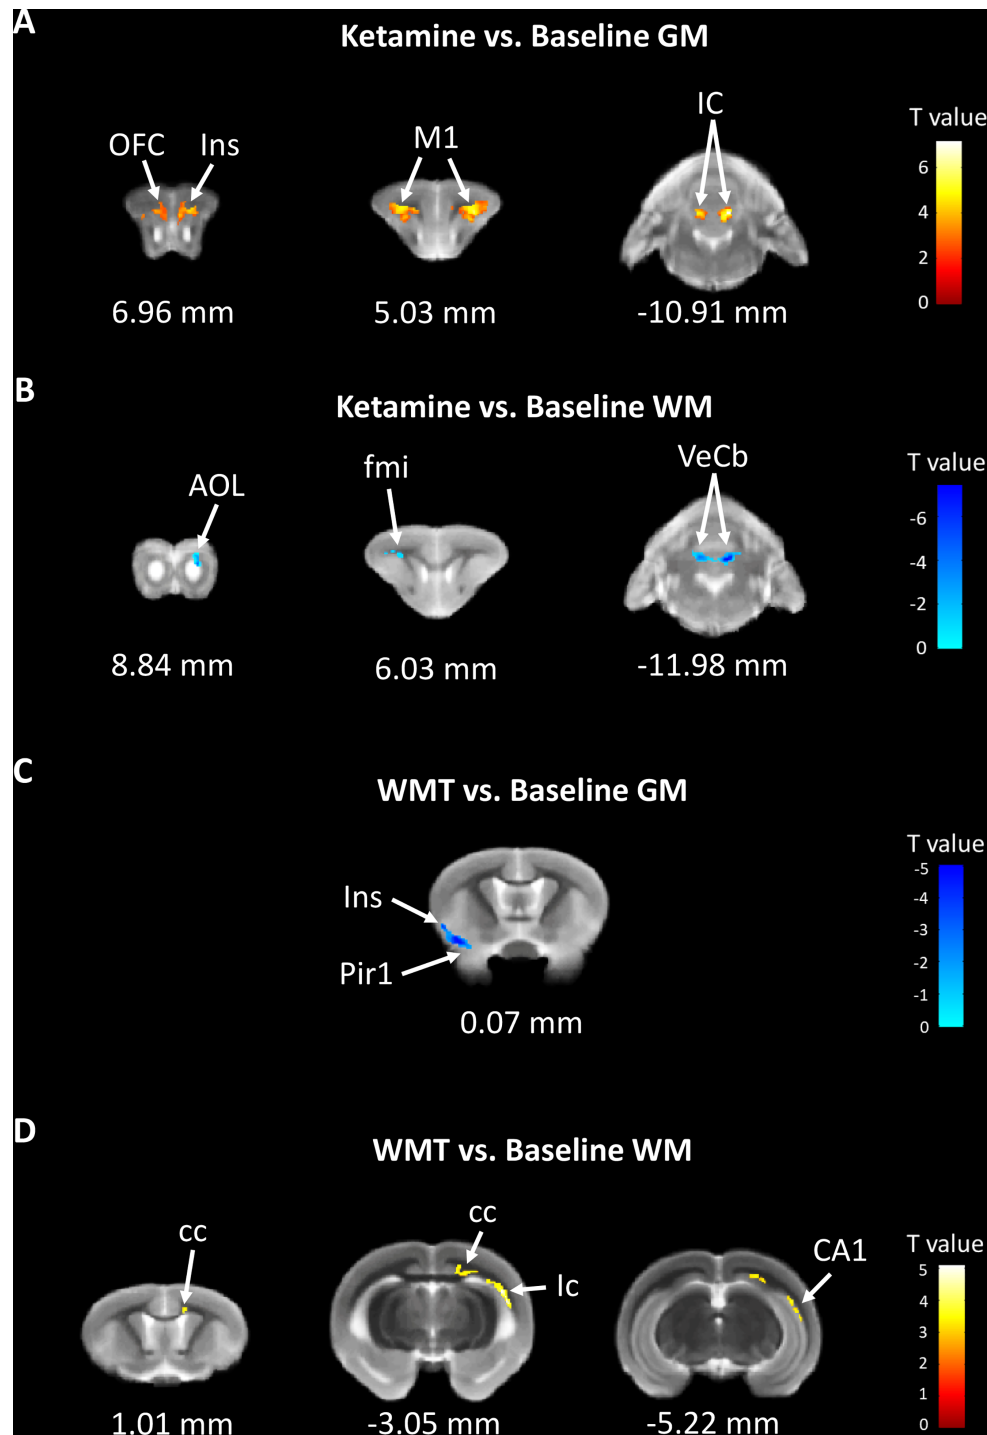 A
Ketamine vs. Baseline GM
OFC Ins
M1
IC
T value
6
4
2
0
6.96 mm
5.03 mm
-10.91 mm
B
Ketamine vs. Baseline WM
AOL
fmi
VeCb
T value
-6
-4
-2
0
8.84 mm
6.03 mm
-11.98 mm
C
WMT vs. Baseline GM
Ins
Pir1
T value
-5
-4
-3
-2
-1
0
0.07 mm
D
WMT vs. Baseline WM
cc
cc
Ic
CA1
T value
5
4
3
2
1
0
1.01 mm
-3.05 mm
-5.22 mm